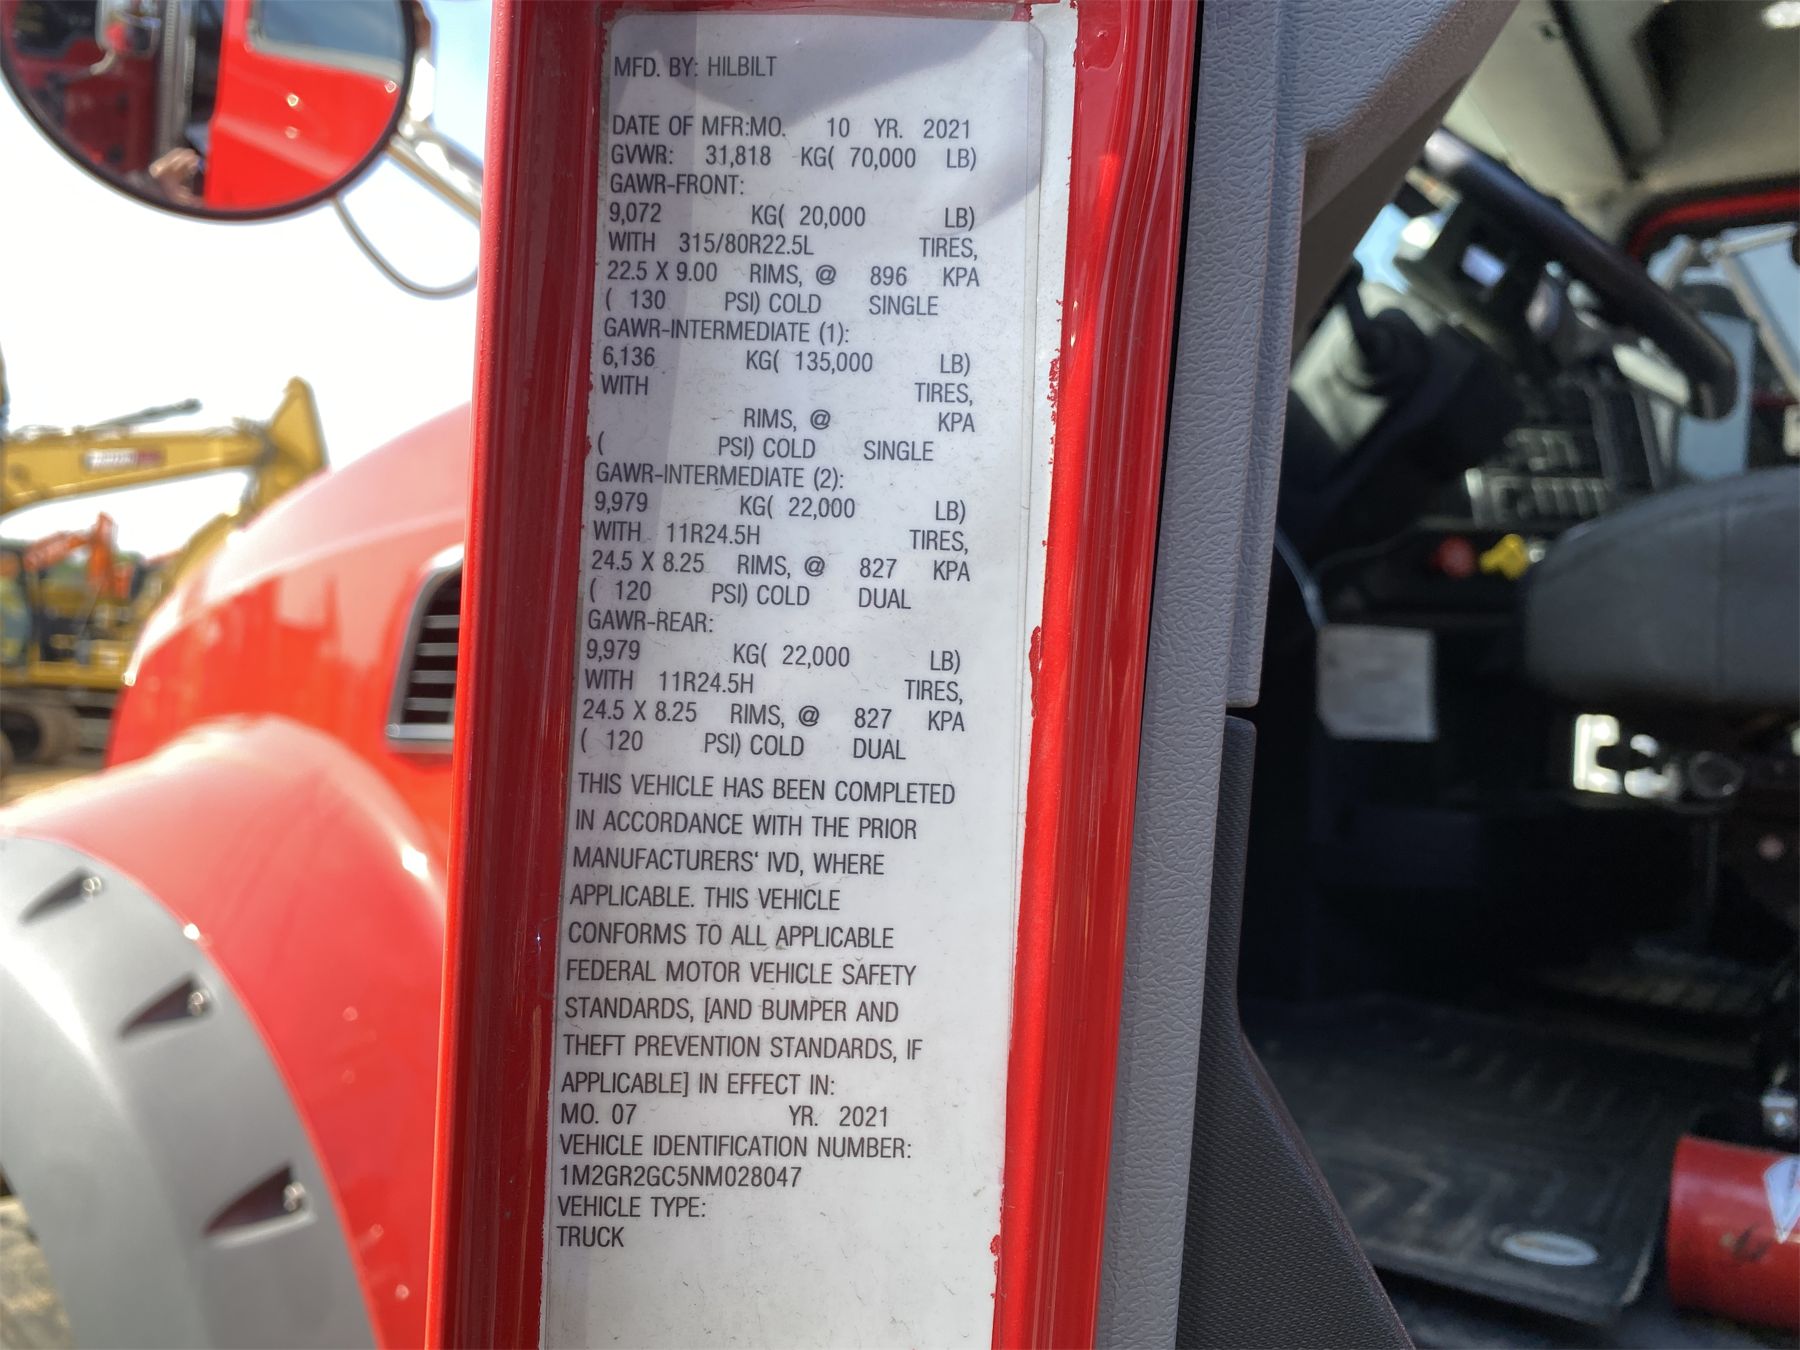 MFD. BY: HILBILT
DATE OF MFR:MO. 10 YR. 2021
GVWR: 31,818 KG( 70,000 LB)
GAWR-FRONT:
9,072 KG( 20,000 LB)
WITH 315/80R22.5L TIRES,
22.5 X 9.00 RIMS, @ 896 KPA
( 130 PSI) COLD SINGLE
GAWR-INTERMEDIATE (1):
6,136 KG( 135,000 LB)
WITH TIRES,
RIMS, @ KPA
( PSI) COLD SINGLE
GAWR-INTERMEDIATE (2):
9,979 KG( 22,000 LB)
WITH 11R24.5H TIRES,
24.5 X 8.25 RIMS, @ 827 KPA
( 120 PSI) COLD DUAL
GAWR-REAR:
9,979 KG( 22,000 LB)
WITH 11R24.5H TIRES,
24.5 X 8.25 RIMS, @ 827 KPA
( 120 PSI) COLD DUAL
THIS VEHICLE HAS BEEN COMPLETED
IN ACCORDANCE WITH THE PRIOR
MANUFACTURERS' IVD, WHERE
APPLICABLE. THIS VEHICLE
CONFORMS TO ALL APPLICABLE
FEDERAL MOTOR VEHICLE SAFETY
STANDARDS, [AND BUMPER AND
THEFT PREVENTION STANDARDS, IF
APPLICABLE] IN EFFECT IN:
MO. 07 YR. 2021
VEHICLE IDENTIFICATION NUMBER:
1M2GR2GC5NM028047
VEHICLE TYPE:
TRUCK